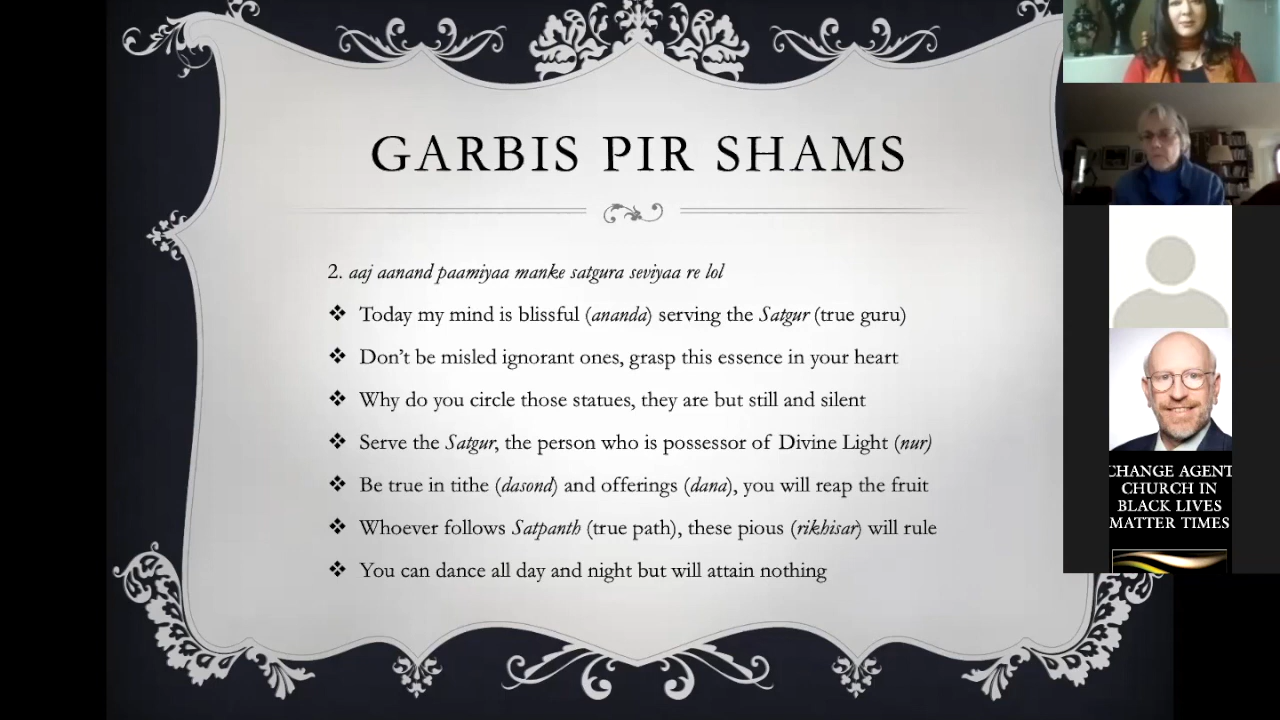 GARBIS PIR SHAMS
2. aaj aanand paamiyaa manke satgura seviyaa re lol
❖ Today my mind is blissful (ananda) serving the Satgur (true guru)
❖ Don't be misled ignorant ones, grasp this essence in your heart
❖ Why do you circle those statues, they are but still and silent
❖ Serve the Satgur, the person who is possessor of Divine Light (nur)
❖ Be true in tithe (dasond) and offerings (dana), you will reap the fruit
❖ Whoever follows Satpanth (true path), these pious (rikhisar) will rule
❖ You can dance all day and night but will attain nothing
CHANGE AGENT
CHURCH IN
BLACK LIVES
MATTER TIMES